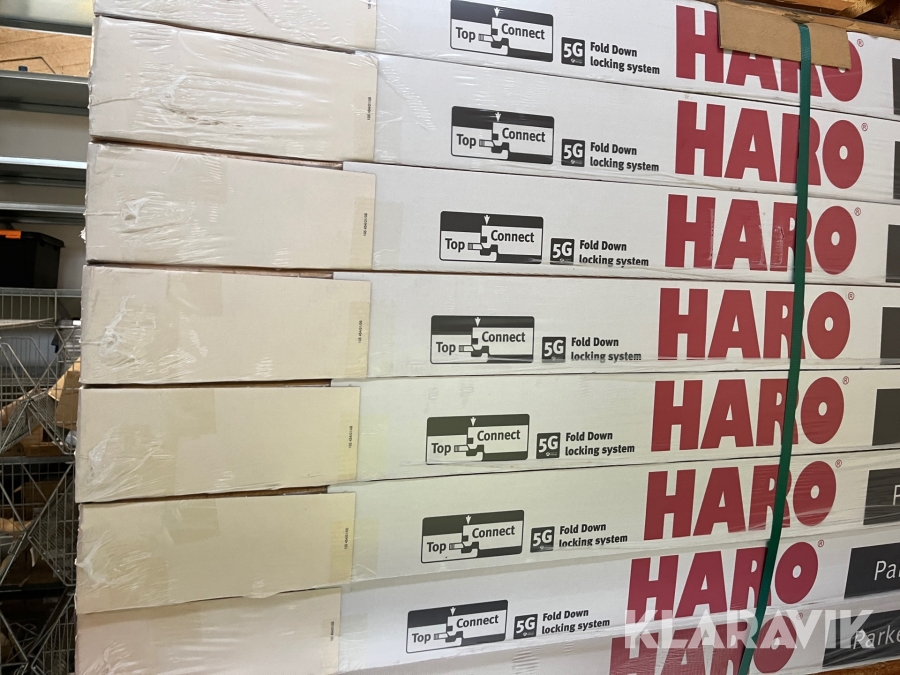 Top Connect
5G Fold Down
locking system
HARO®
Top Connect
5G Fold Down
locking system
HARO®
Top Connect
5G Fold Down
locking system
HARO®
Top Connect
5G Fold Down
locking system
HARO®
Top Connect
5G Fold Down
locking system
HARO®
Top Connect
5G Fold Down
locking system
HARO®
Top Connect
5G Fold Down
locking system
HARO®
Pa
HARO
Parke
KLARAVIK